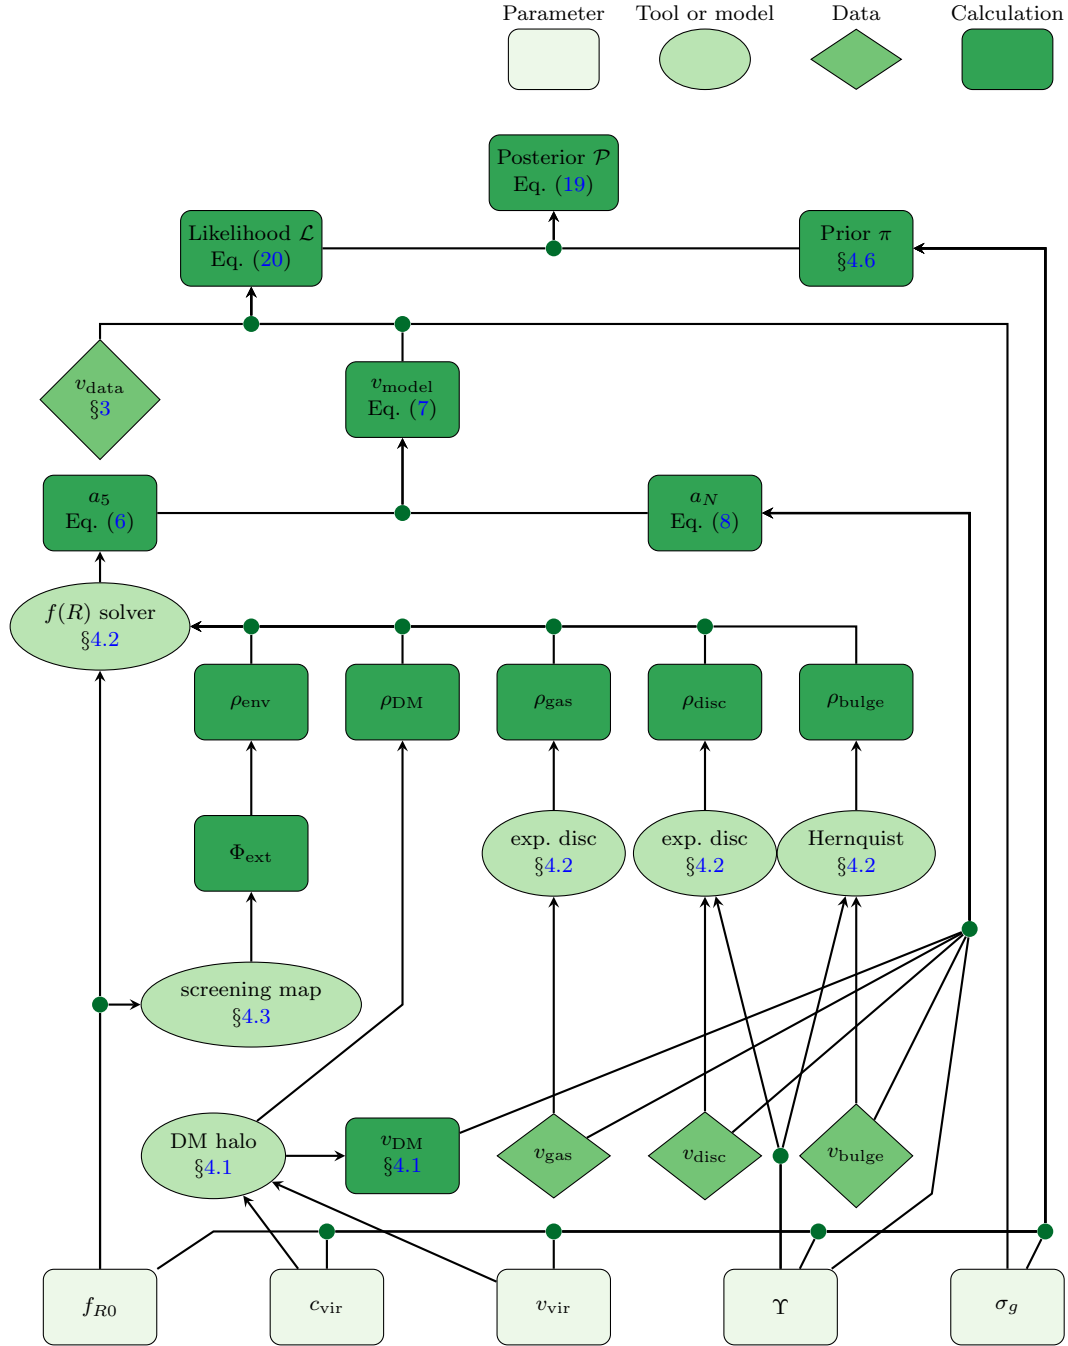 Parameter
Tool or model
Data
Calculation
Posterior 𝒫
Eq. (19)
Likelihood ℒ
Eq. (20)
Prior π
§4.6
v_data
§3
v_model
Eq. (7)
a_5
Eq. (6)
a_N
Eq. (8)
f(R) solver
§4.2
ρ_env
ρ_DM
ρ_gas
ρ_disc
ρ_bulge
Φ_ext
exp. disc
§4.2
exp. disc
§4.2
Hernquist
§4.2
screening map
§4.3
DM halo
§4.1
v_DM
§4.1
v_gas
v_disc
v_bulge
f_R0
c_vir
v_vir
Υ
σ_g